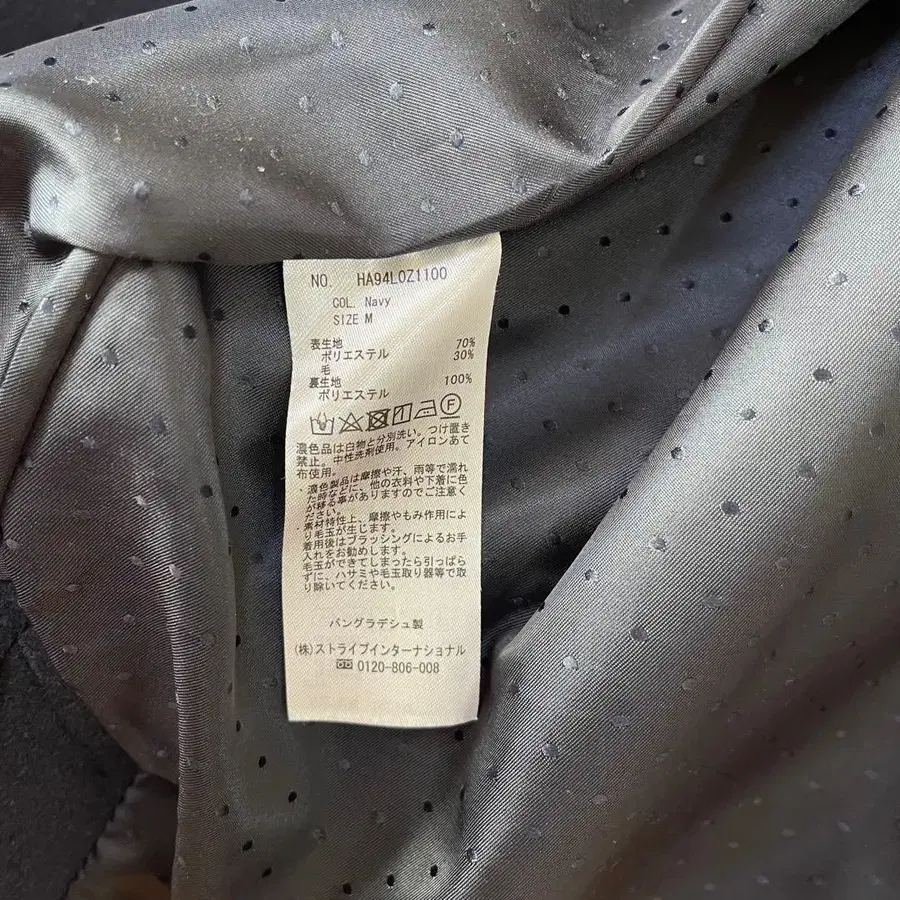 NO. HA94L0Z1100
COL. Navy
SIZE M
表生地
ポリエステル 70%
毛 30%
裏生地
ポリエステル 100%
濃色品は白物と分別洗い。つけ置き
禁止。中性洗剤使用。アイロンあて
布使用。
・濃色製品は摩擦や汗、雨等で濡れ
た時などに、他の衣料や下着に色
が移る事がありますのでご注意く
ださい。
・素材特性上、摩擦やもみ作用によ
り毛玉が生じます。
着用後はブラッシングによるお手
入れをお勧めします。
毛玉ができてしまったら引っぱら
ずに、ハサミや毛玉取り器等で取
り除いてください。
バングラデシュ製
(株)ストライプインターナショナル
0120-806-008